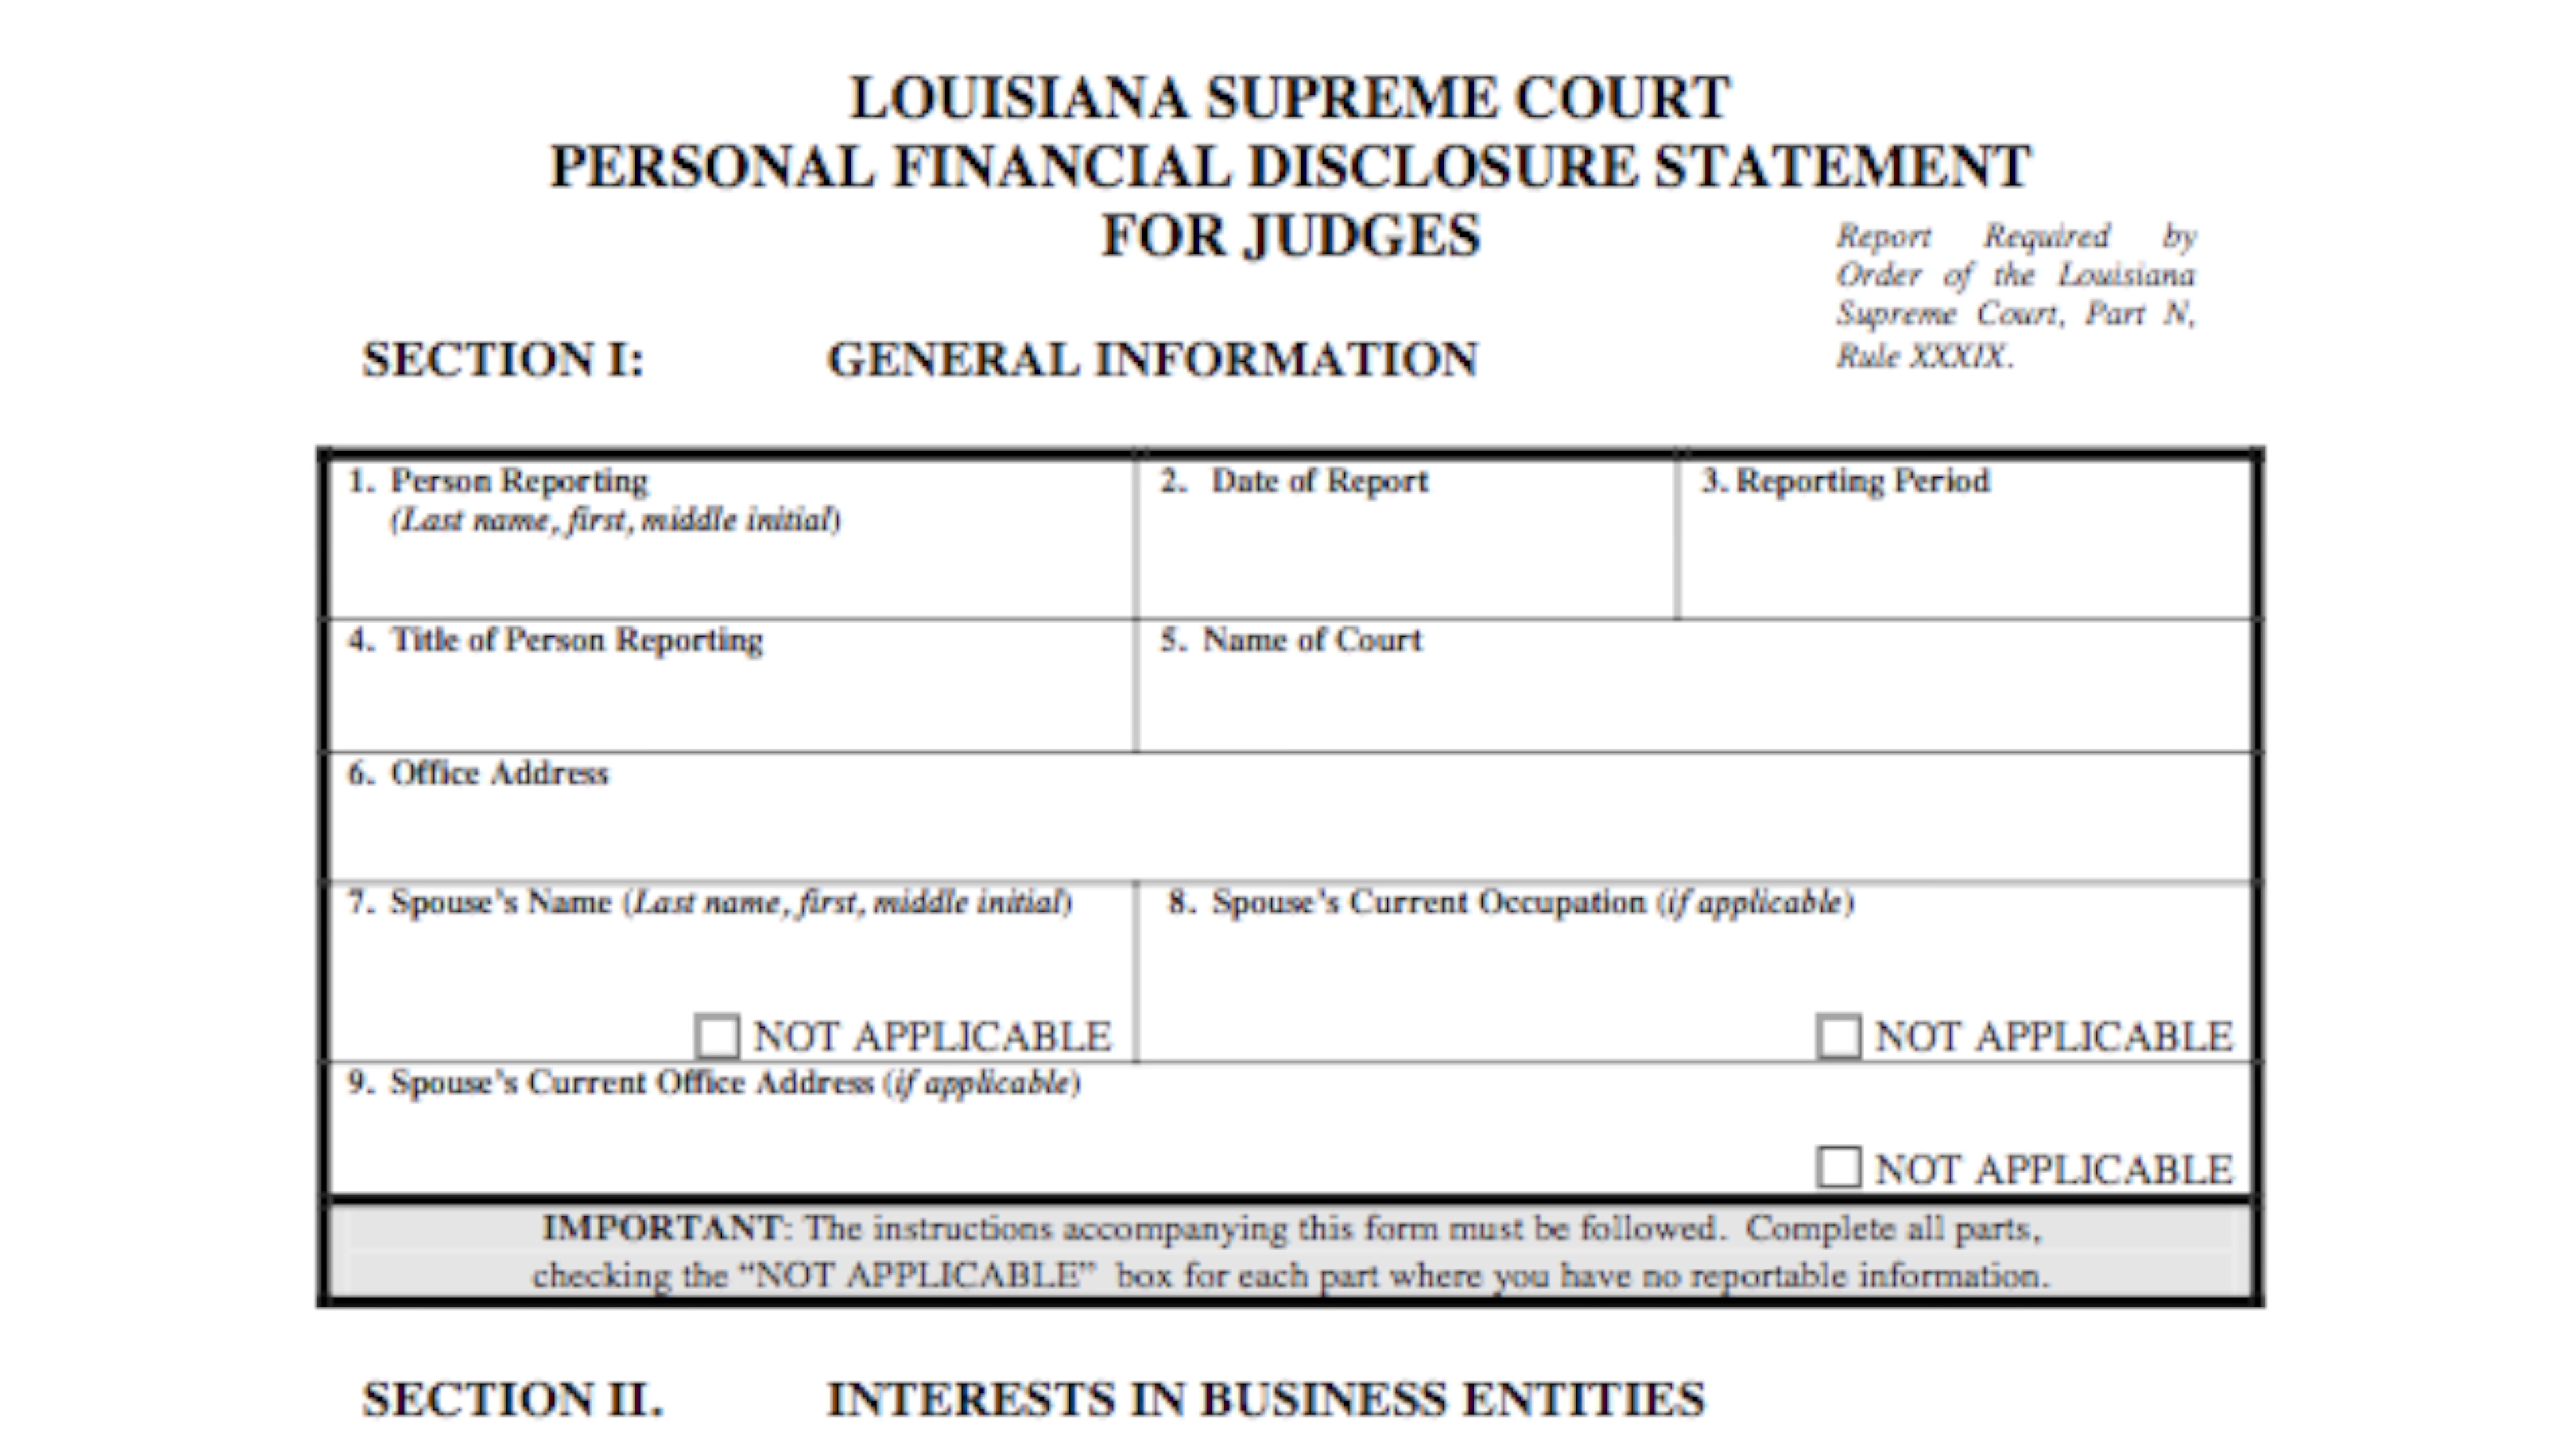 LOUISIANA SUPREME COURT
PERSONAL FINANCIAL DISCLOSURE STATEMENT
FOR JUDGES
Report Required by
Order of the Louisiana
Supreme Court, Part N,
Rule XXXIX.
SECTION I: GENERAL INFORMATION
1. Person Reporting
(Last name, first, middle initial)
2. Date of Report
3. Reporting Period
4. Title of Person Reporting
5. Name of Court
6. Office Address
7. Spouse's Name (Last name, first, middle initial)
NOT APPLICABLE
8. Spouse's Current Occupation (if applicable)
NOT APPLICABLE
9. Spouse's Current Office Address (if applicable)
NOT APPLICABLE
IMPORTANT: The instructions accompanying this form must be followed. Complete all parts,
checking the “NOT APPLICABLE” box for each part where you have no reportable information.
SECTION II. INTERESTS IN BUSINESS ENTITIES